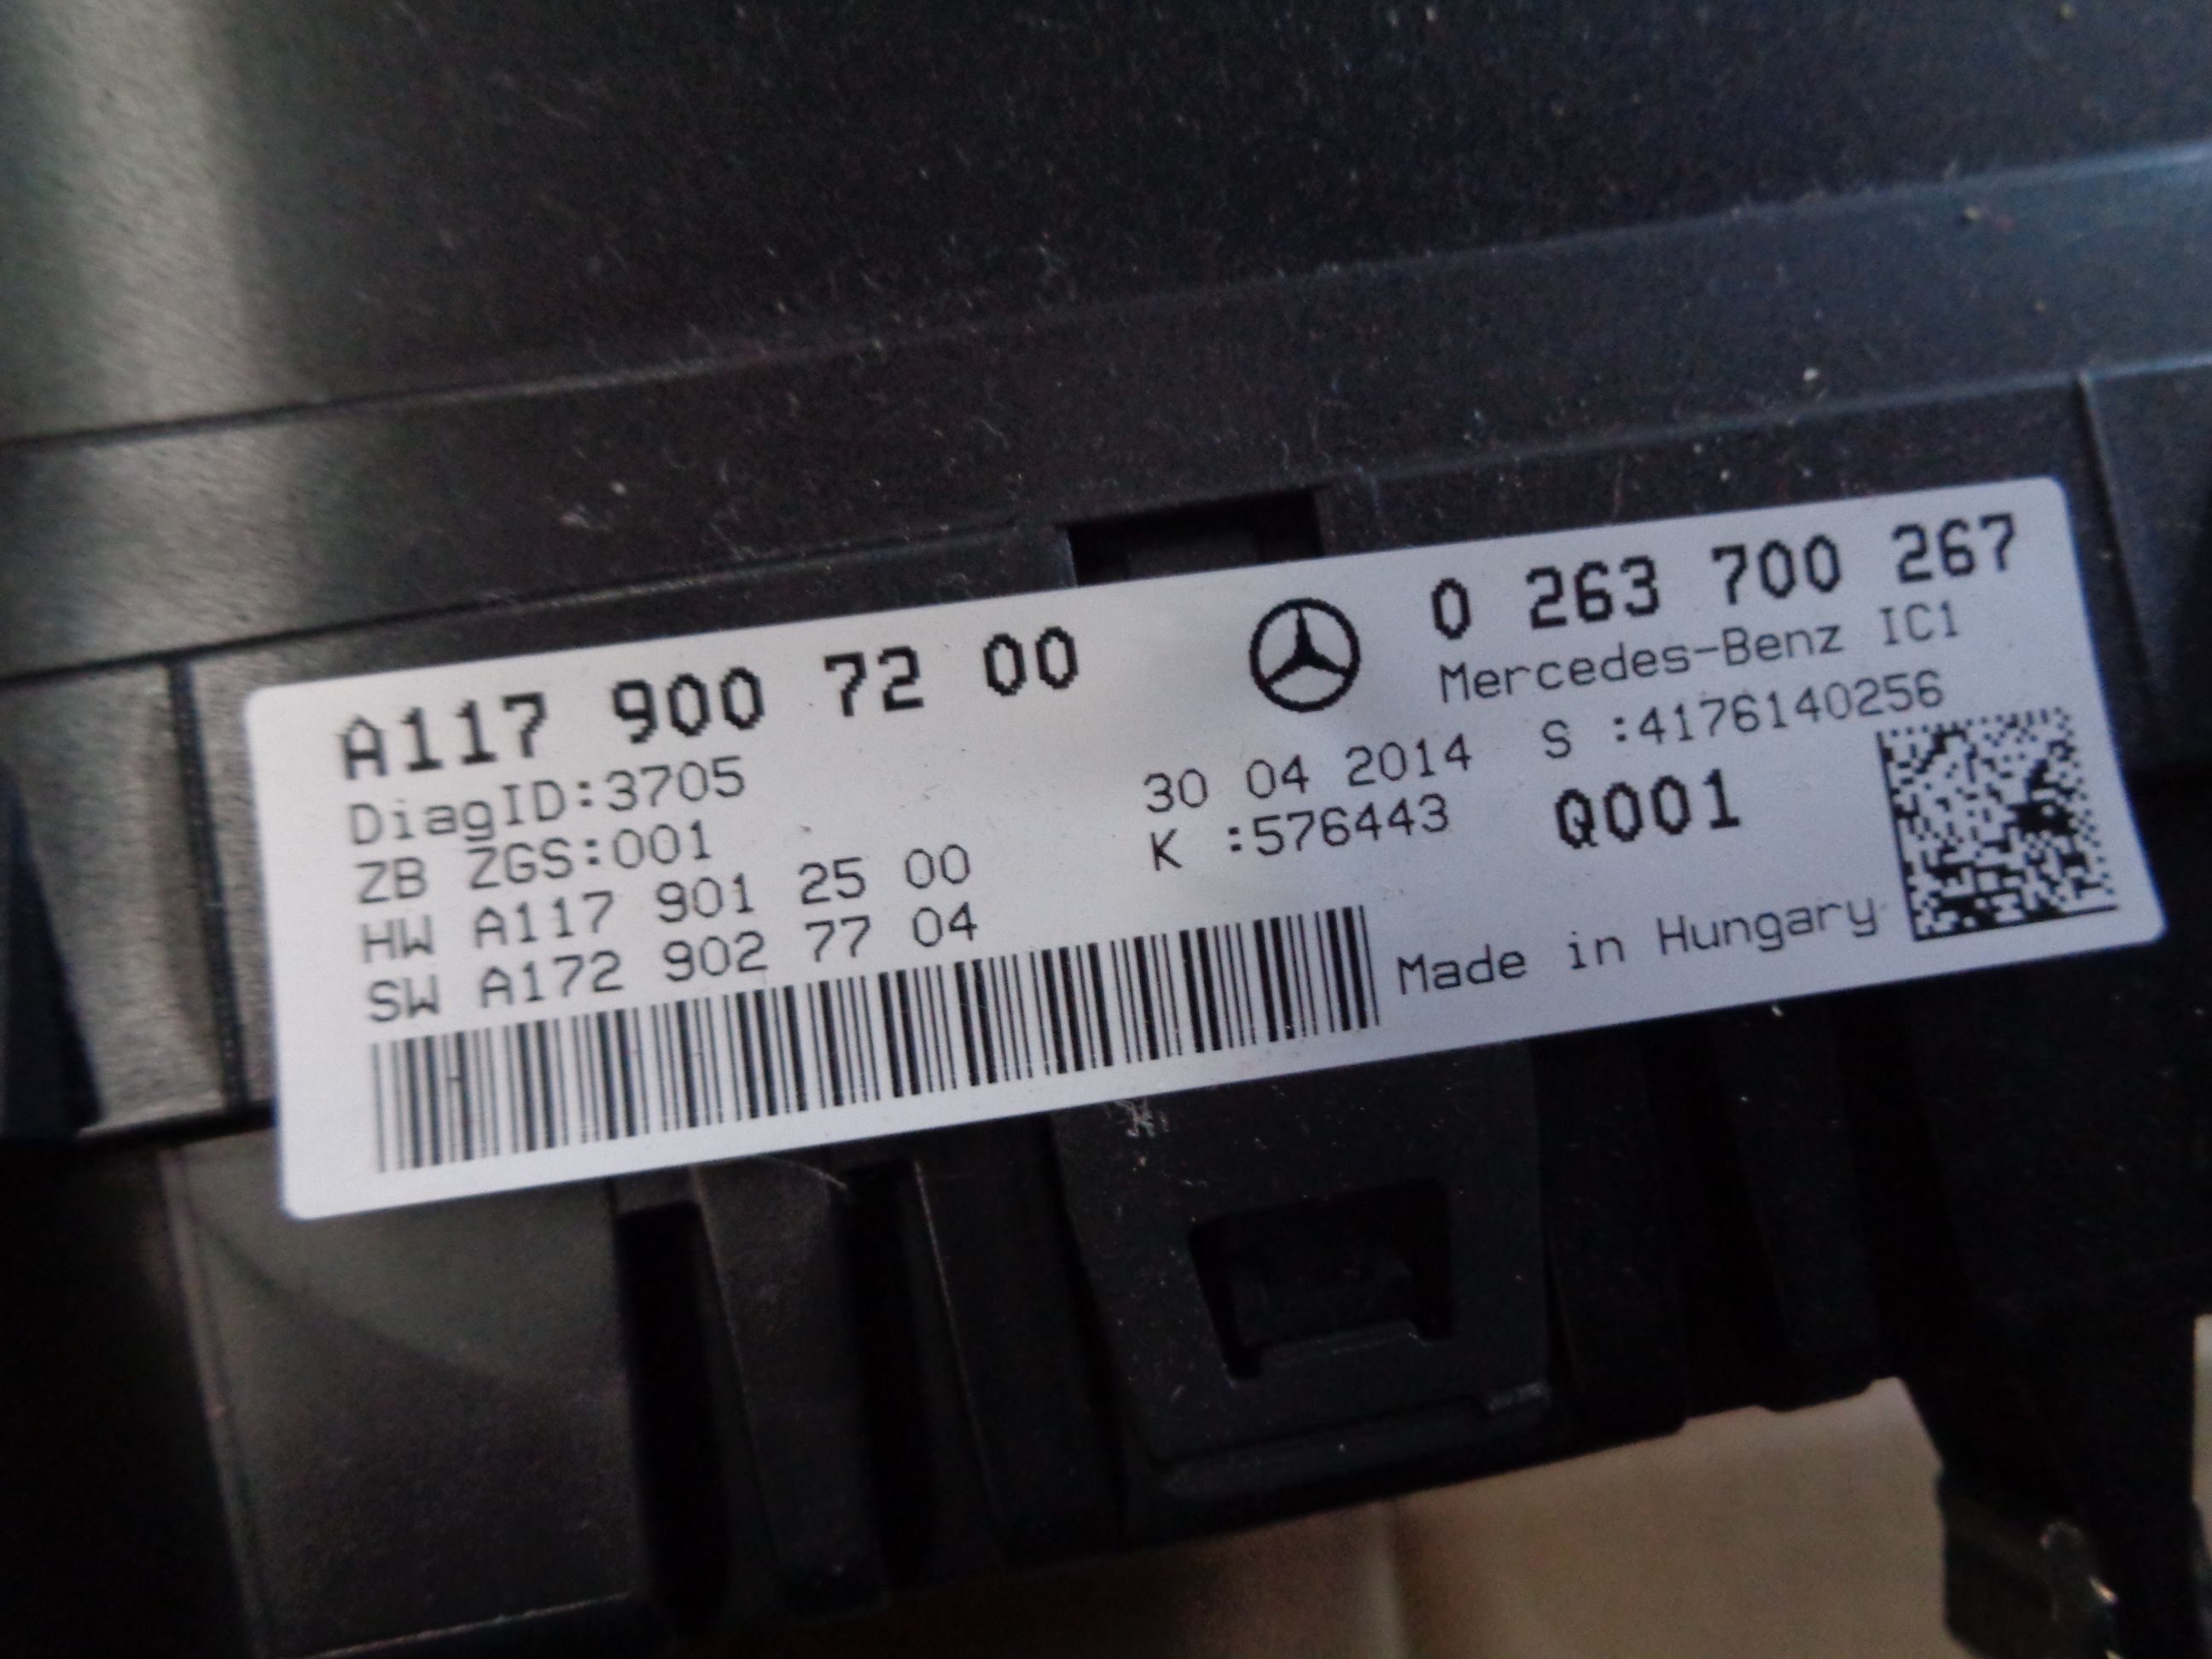 A117 900 72 00
DiagID:3705
ZB ZGS:001
HW A117 901 25 00
SW A172 902 77 04
0 263 700 267
Mercedes-Benz IC1
30 04 2014 S :4176140256
K :576443 Q001
Made in Hungary